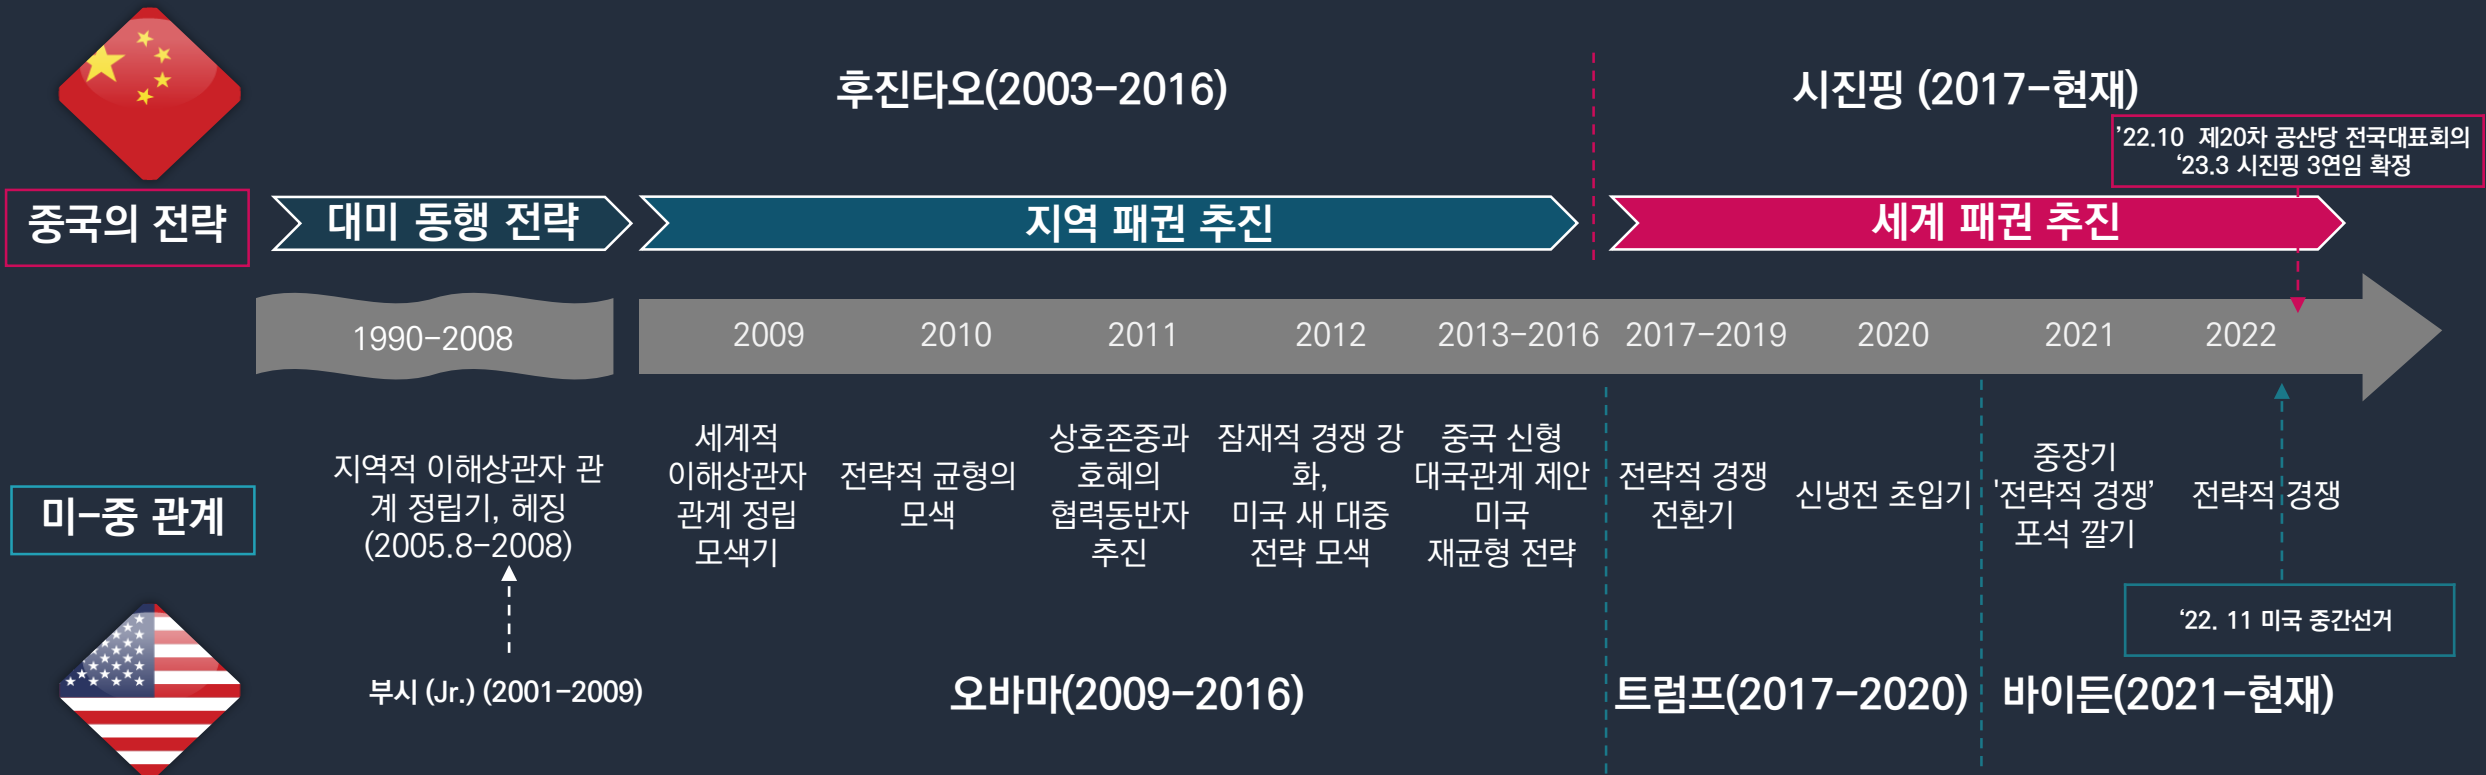 후진타오(2003-2016)
시진핑 (2017-현재)
’22.10 제20차 공산당 전국대표회의
‘23.3 시진핑 3연임 확정
중국의 전략
대미 동행 전략
지역 패권 추진
세계 패권 추진
1990-2008
2009
2010
2011
2012
2013-2016
2017-2019
2020
2021
2022
미-중 관계
지역적 이해상관자 관
계 정립기, 헤징
(2005.8-2008)
세계적
이해상관자
관계 정립
모색기
전략적 균형의
모색
상호존중과
호혜의
협력동반자
추진
잠재적 경쟁 강
화,
미국 새 대중
전략 모색
중국 신형
대국관계 제안
미국
재균형 전략
전략적 경쟁
전환기
신냉전 초입기
중장기
'전략적 경쟁’
포석 깔기
전략적 경쟁
‘22. 11 미국 중간선거
부시 (Jr.) (2001-2009)
오바마(2009-2016)
트럼프(2017-2020)
바이든(2021-현재)